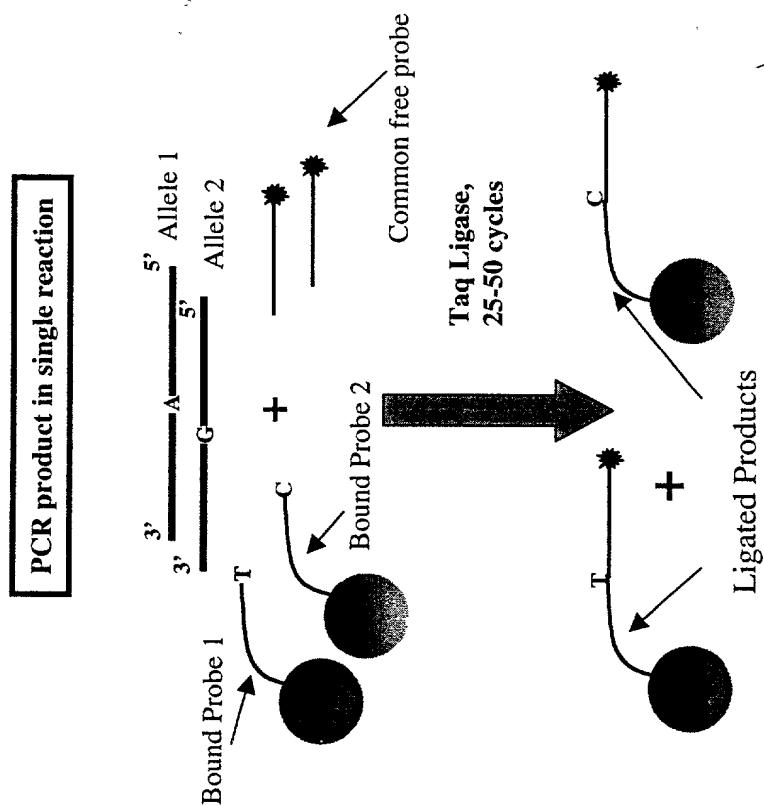 PCR product in single reaction
3' A 5' Allele 1
3' G 5' Allele 2
Bound Probe 1
T
C
+
Bound Probe 2
Common free probe
Taq Ligase,
25-50 cycles
T
+
C
Ligated Products